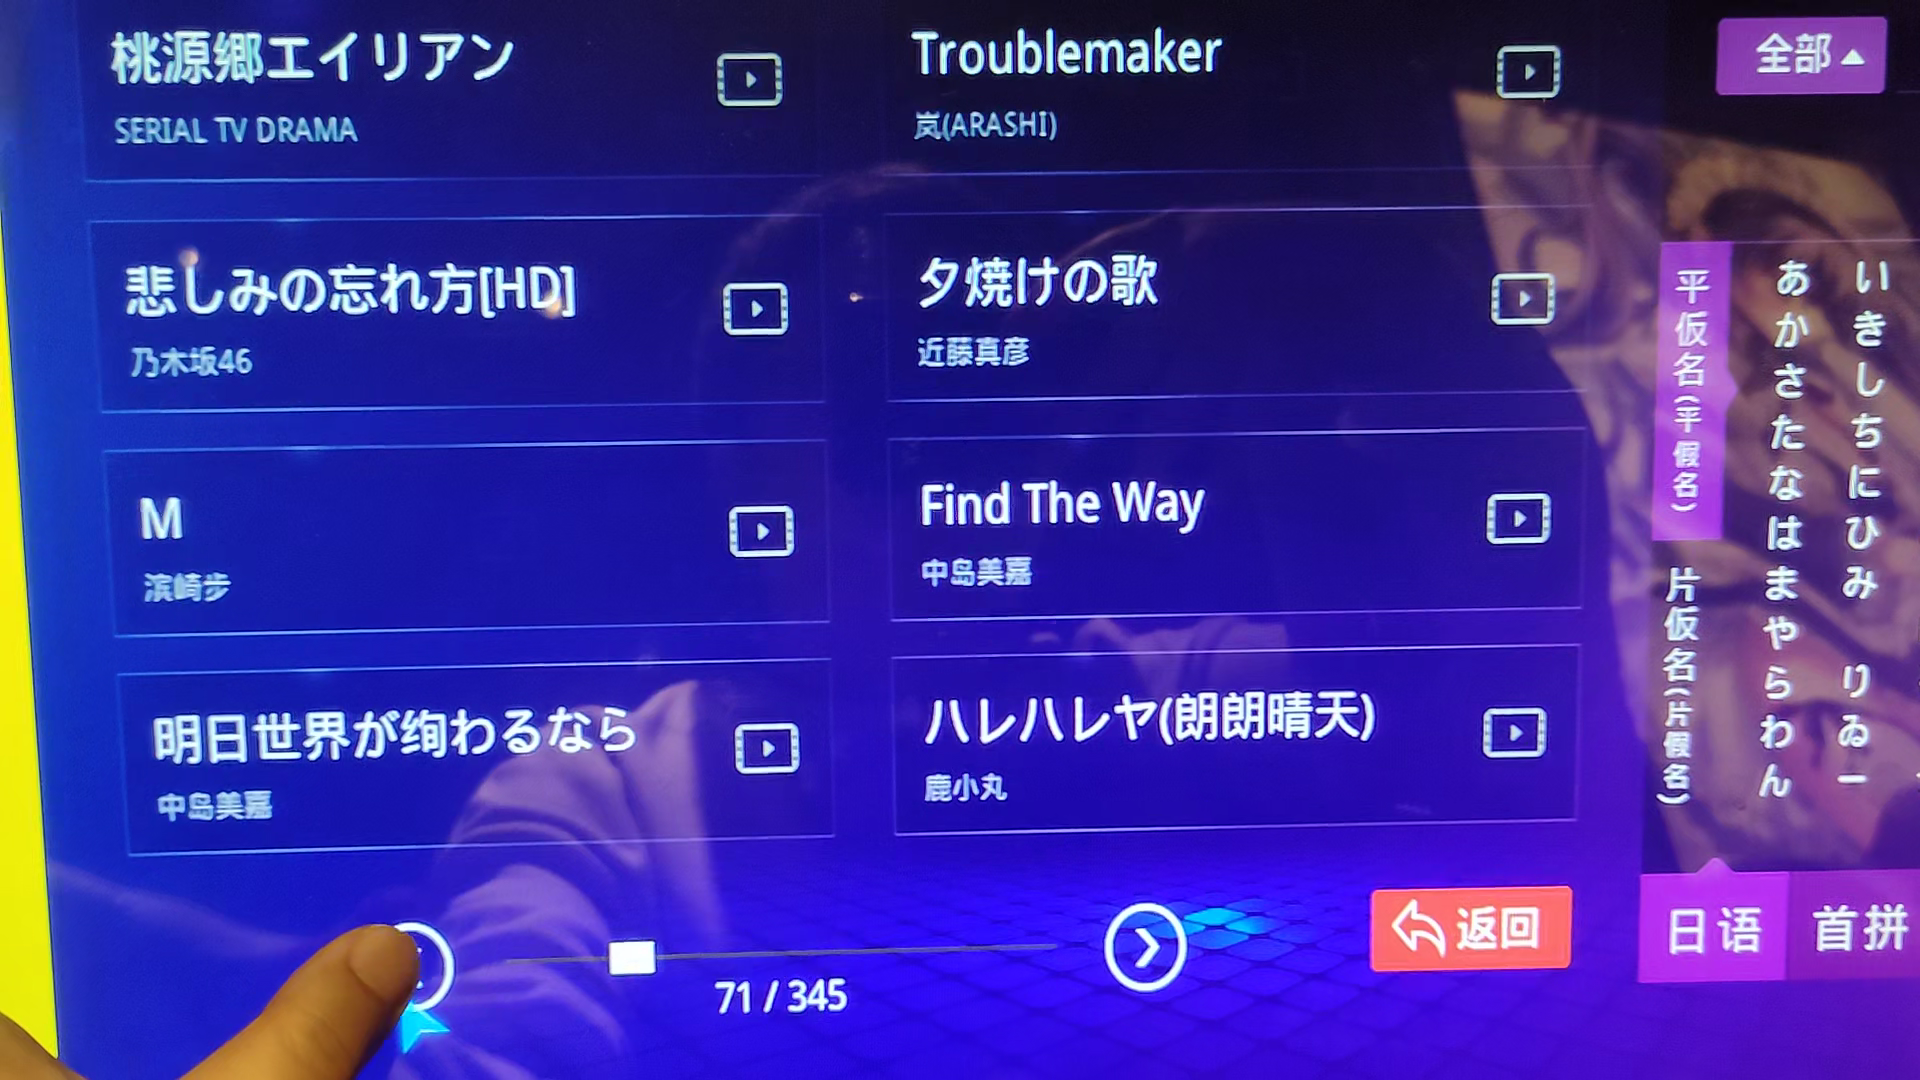 桃源郷エイリアン
SERIAL TV DRAMA
Troublemaker
岚(ARASHI)
悲しみの忘れ方[HD]
乃木坂46
夕焼けの歌
近藤真彦
M
滨崎步
Find The Way
中岛美嘉
明日世界が绚わるなら
中岛美嘉
ハレハレヤ(朗朗晴天)
鹿小丸
71 / 345
返回
全部
平仮名(平假名)
片仮名(片假名)
あかさたなはまやらわん
いきしちにひみ りゐー
日语
首拼